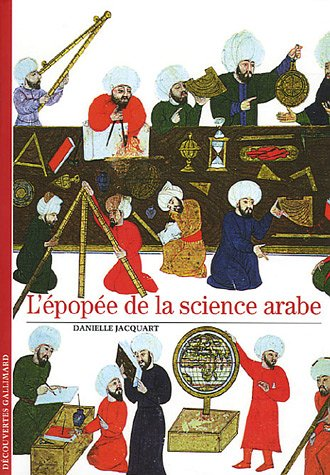 L'épopée de la science arabe
DANIELLE JACQUART
DÉCOUVERTES GALLIMARD